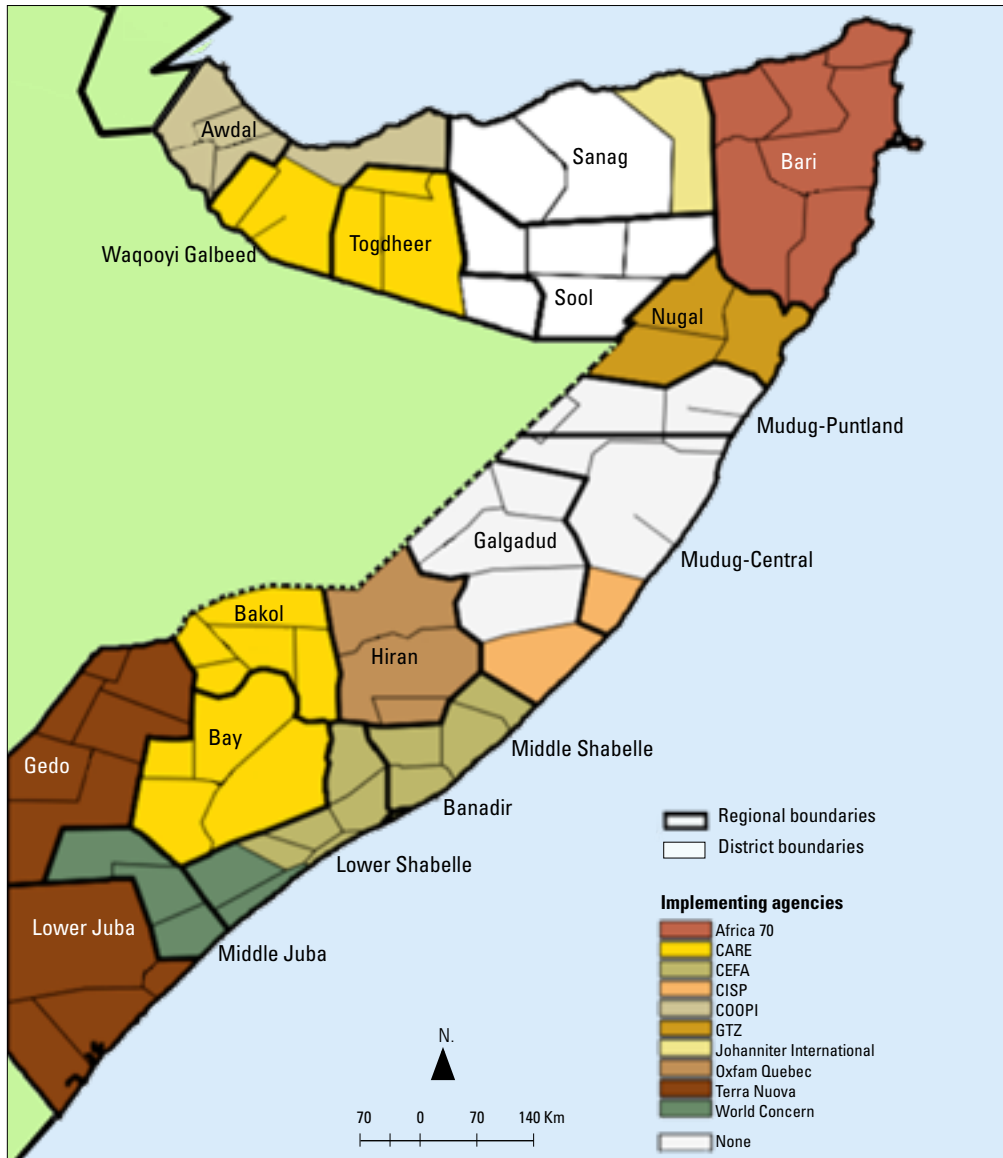 Awdal
Sanag
Bari
Waqooyi Galbeed
Togdheer
Sool
Nugal
Mudug-Puntland
Galgadud
Mudug-Central
Bakol
Hiran
Bay
Middle Shabelle
Gedo
Banadir
Lower Shabelle
Lower Juba
Middle Juba
Regional boundaries
District boundaries
Implementing agencies
Africa 70
CARE
CEFA
CISP
COOPI
GTZ
Johanniter International
Oxfam Quebec
Terra Nuova
World Concern
None
N.
70 0 70 140 Km